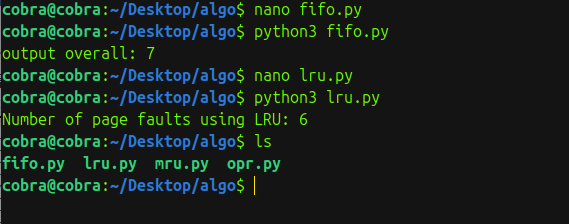 cobra@cobra:~/Desktop/algo$ nano fifo.py
cobra@cobra:~/Desktop/algo$ python3 fifo.py
output overall: 7
cobra@cobra:~/Desktop/algo$ nano lru.py
cobra@cobra:~/Desktop/algo$ python3 lru.py
Number of page faults using LRU: 6
cobra@cobra:~/Desktop/algo$ ls
fifo.py  lru.py  mru.py  opr.py
cobra@cobra:~/Desktop/algo$